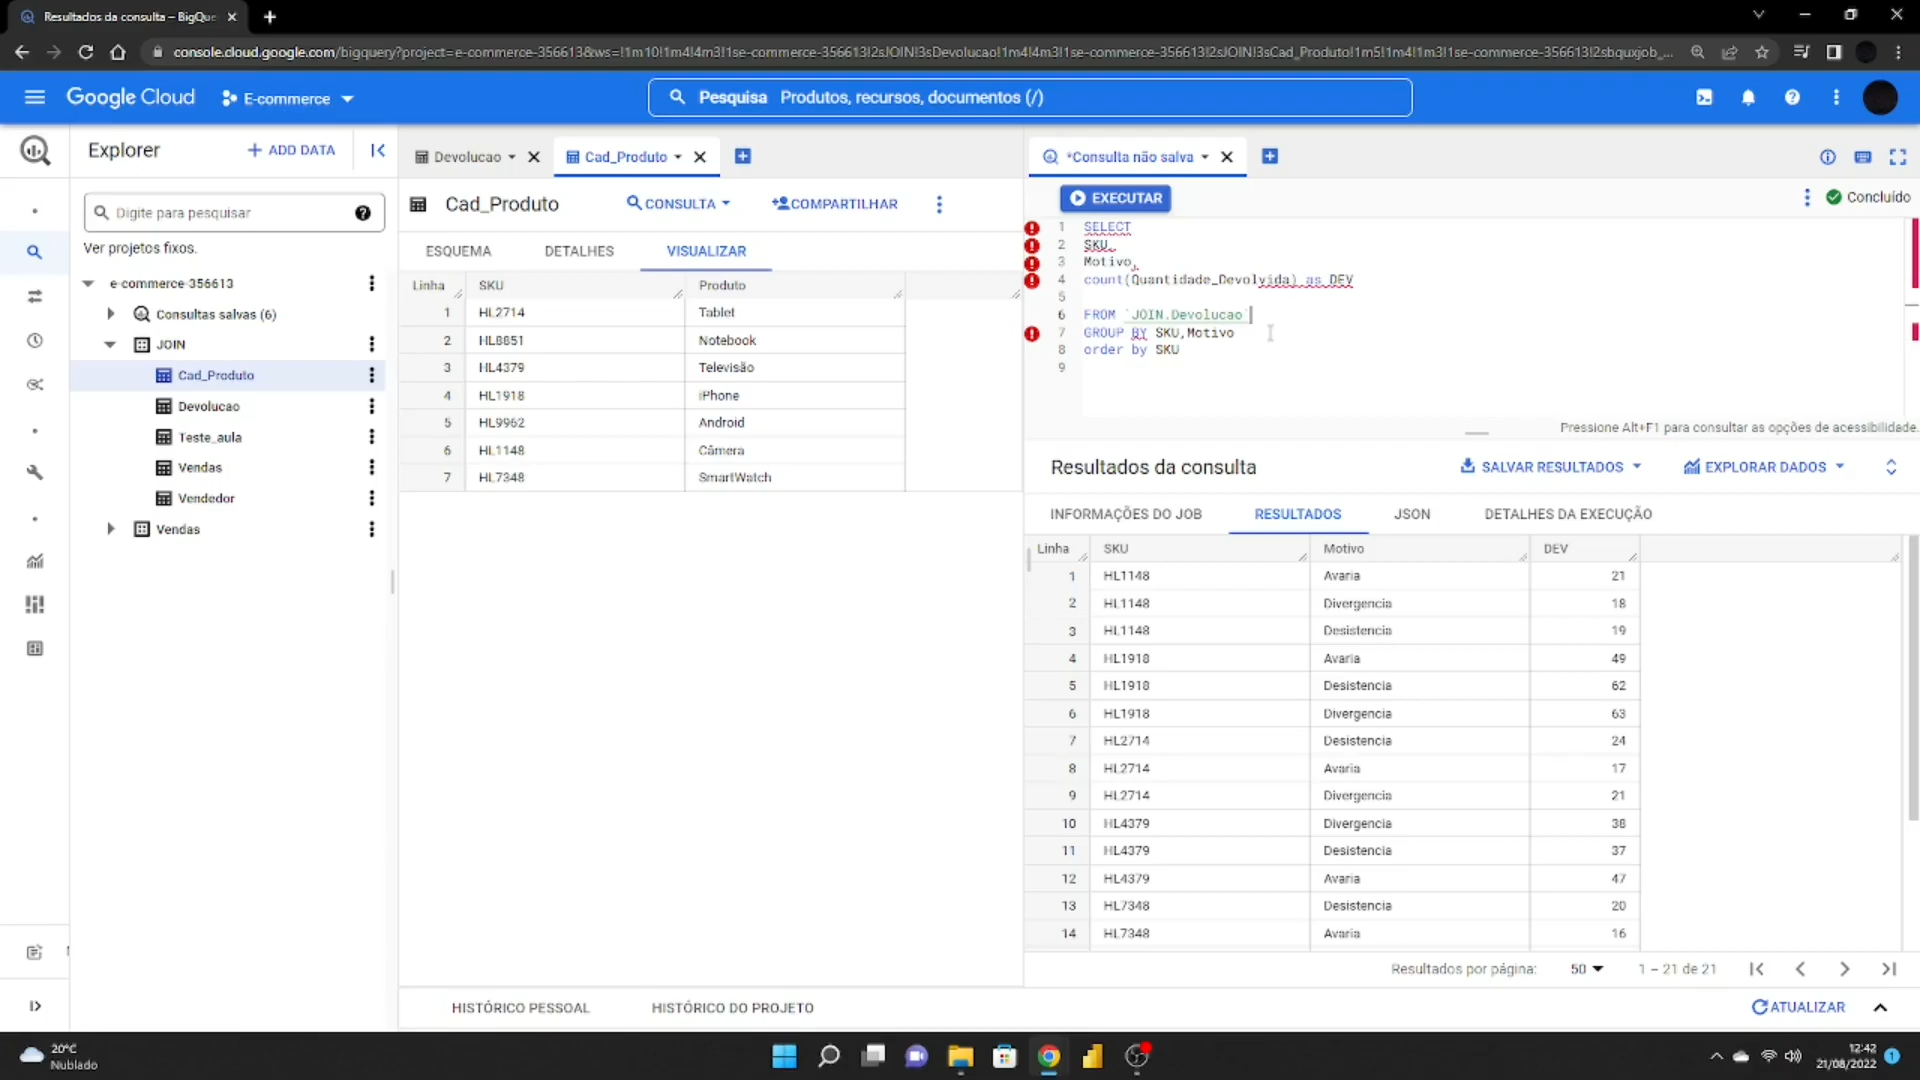 Resultados da consulta – BigQue
console.cloud.google.com/bigquery?project=e-commerce-356613&ws=!1m10!1m4!4m3!1se-commerce-356613!2sJOIN!3sDevolucao!1m4!4m3!1se-commerce-356613!2sJOIN!3sCad_Produto!1m5!1m4!1m3!1se-commerce-356613!2sbquxjob_...
Google Cloud
E-commerce
Pesquisa Produtos, recursos, documentos (/)
Explorer
+ ADD DATA
Digite para pesquisar
Ver projetos fixos.
e-commerce-356613
Consultas salvas (6)
JOIN
Cad_Produto
Devolucao
Teste_aula
Vendas
Vendedor
Vendas
Devolucao
Cad_Produto
Cad_Produto
CONSULTA
COMPARTILHAR
ESQUEMA DETALHES VISUALIZAR
Linha SKU Produto
1 HL2714 Tablet
2 HL8851 Notebook
3 HL4379 Televisão
4 HL1918 iPhone
5 HL9962 Android
6 HL1148 Câmera
7 HL7348 SmartWatch
*Consulta não salva
EXECUTAR
Concluído
1 SELECT
2 SKU,
3 Motivo,
4 count(Quantidade_Devolvida) as DEV
5
6 FROM `JOIN.Devolucao`
7 GROUP BY SKU,Motivo
8 order by SKU
9
Pressione Alt+F1 para consultar as opções de acessibilidade.
Resultados da consulta
SALVAR RESULTADOS
EXPLORAR DADOS
INFORMAÇÕES DO JOB RESULTADOS JSON DETALHES DA EXECUÇÃO
Linha SKU Motivo DEV
1 HL1148 Avaria 21
2 HL1148 Divergencia 18
3 HL1148 Desistencia 19
4 HL1918 Avaria 49
5 HL1918 Desistencia 62
6 HL1918 Divergencia 63
7 HL2714 Desistencia 24
8 HL2714 Avaria 17
9 HL2714 Divergencia 21
10 HL4379 Divergencia 38
11 HL4379 Desistencia 37
12 HL4379 Avaria 47
13 HL7348 Desistencia 20
14 HL7348 Avaria 16
Resultados por página: 50 1 – 21 de 21
HISTÓRICO PESSOAL HISTÓRICO DO PROJETO
ATUALIZAR
20°C
Nublado
12:42
21/08/2022
1